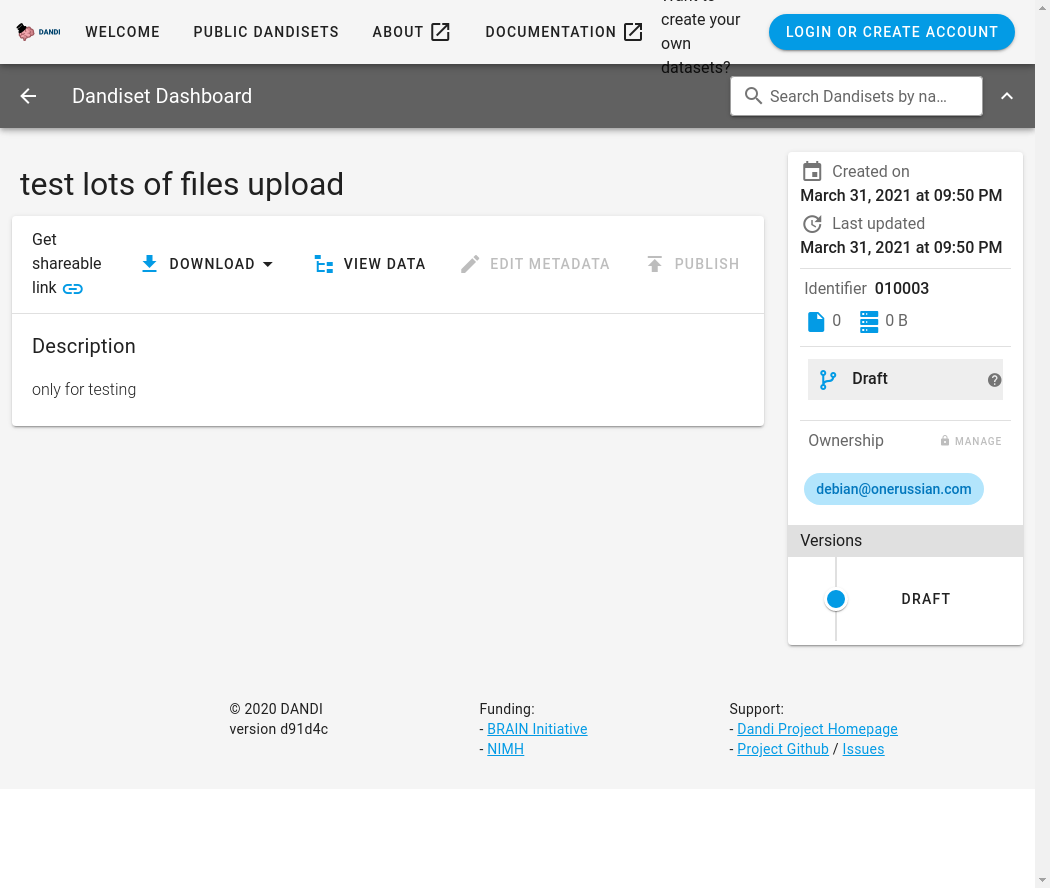 DANDI
WELCOME
PUBLIC DANDISETS
ABOUT
DOCUMENTATION
Want to
create your
own
datasets?
LOGIN OR CREATE ACCOUNT
Dandiset Dashboard
Search Dandisets by na…
test lots of files upload
Get
shareable
link
DOWNLOAD
VIEW DATA
EDIT METADATA
PUBLISH
Description
only for testing
Created on
March 31, 2021 at 09:50 PM
Last updated
March 31, 2021 at 09:50 PM
Identifier 010003
0
0 B
Draft
Ownership
MANAGE
debian@onerussian.com
Versions
DRAFT
© 2020 DANDI
version d91d4c
Funding:
- BRAIN Initiative
- NIMH
Support:
- Dandi Project Homepage
- Project Github / Issues